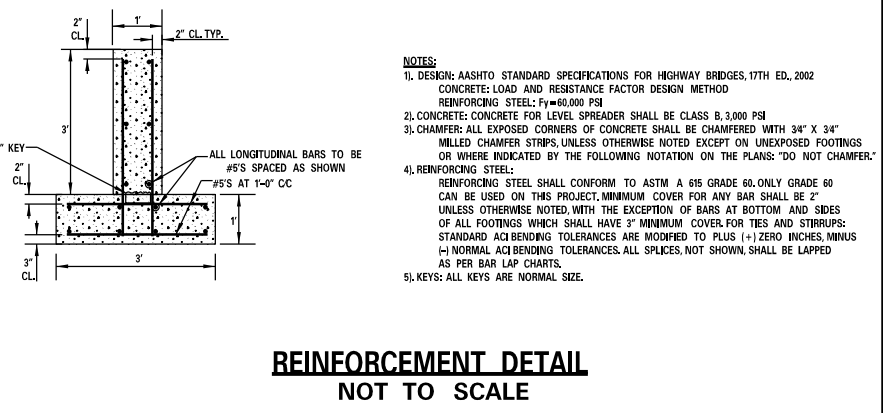 2"
CL.
1'
2" CL. TYP.
3'
" KEY
2"
CL.
ALL LONGITUDINAL BARS TO BE
#5'S SPACED AS SHOWN
#5'S AT 1'-0" C/C
1'
3"
CL.
3'
NOTES:
1). DESIGN: AASHTO STANDARD SPECIFICATIONS FOR HIGHWAY BRIDGES, 17TH ED., 2002
CONCRETE: LOAD AND RESISTANCE FACTOR DESIGN METHOD
REINFORCING STEEL: Fy=60,000 PSI
2). CONCRETE: CONCRETE FOR LEVEL SPREADER SHALL BE CLASS B, 3,000 PSI
3). CHAMFER: ALL EXPOSED CORNERS OF CONCRETE SHALL BE CHAMFERED WITH 3/4" X 3/4"
MILLED CHAMFER STRIPS, UNLESS OTHERWISE NOTED EXCEPT ON UNEXPOSED FOOTINGS
OR WHERE INDICATED BY THE FOLLOWING NOTATION ON THE PLANS: "DO NOT CHAMFER."
4). REINFORCING STEEL:
REINFORCING STEEL SHALL CONFORM TO ASTM A 615 GRADE 60. ONLY GRADE 60
CAN BE USED ON THIS PROJECT. MINIMUM COVER FOR ANY BAR SHALL BE 2"
UNLESS OTHERWISE NOTED, WITH THE EXCEPTION OF BARS AT BOTTOM AND SIDES
OF ALL FOOTINGS WHICH SHALL HAVE 3" MINIMUM COVER. FOR TIES AND STIRRUPS:
STANDARD ACI BENDING TOLERANCES ARE MODIFIED TO PLUS (+) ZERO INCHES, MINUS
(-) NORMAL ACI BENDING TOLERANCES. ALL SPLICES, NOT SHOWN, SHALL BE LAPPED
AS PER BAR LAP CHARTS.
5). KEYS: ALL KEYS ARE NORMAL SIZE.
REINFORCEMENT DETAIL
NOT TO SCALE